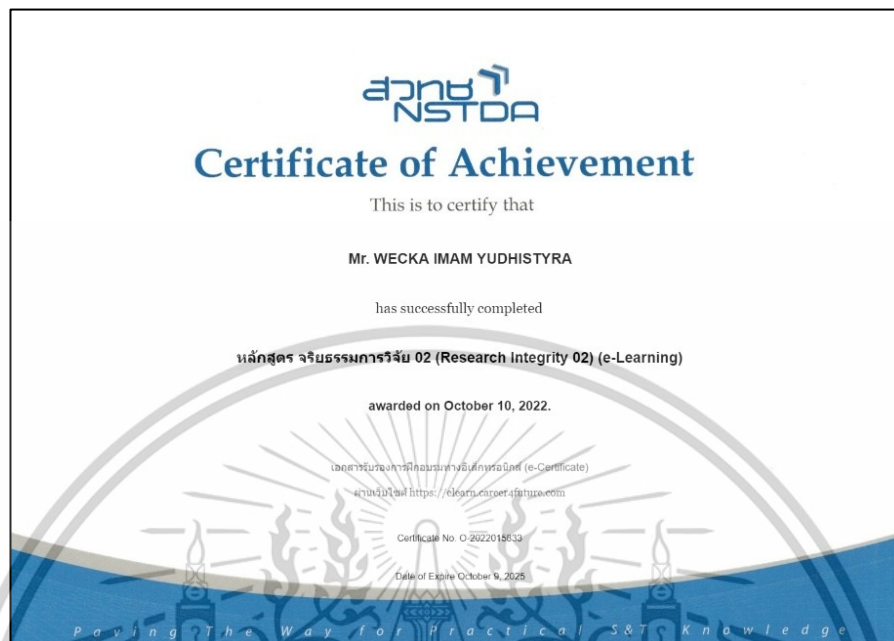 สวทช
NSTDA
Certificate of Achievement
This is to certify that
Mr. WECKA IMAM YUDHISTYRA
has successfully completed
หลักสูตร จริยธรรมการวิจัย 02 (Research Integrity 02) (e-Learning)
awarded on October 10, 2022.
เอกสารรับรองการฝึกอบรมทางอิเล็กทรอนิกส์ (e-Certificate)
ผ่านเว็บไซต์ https://elearn.career4future.com
Certificate No. O-2022015833
Date of Expire October 9, 2025
Paving The Way for Practical S&T Knowledge